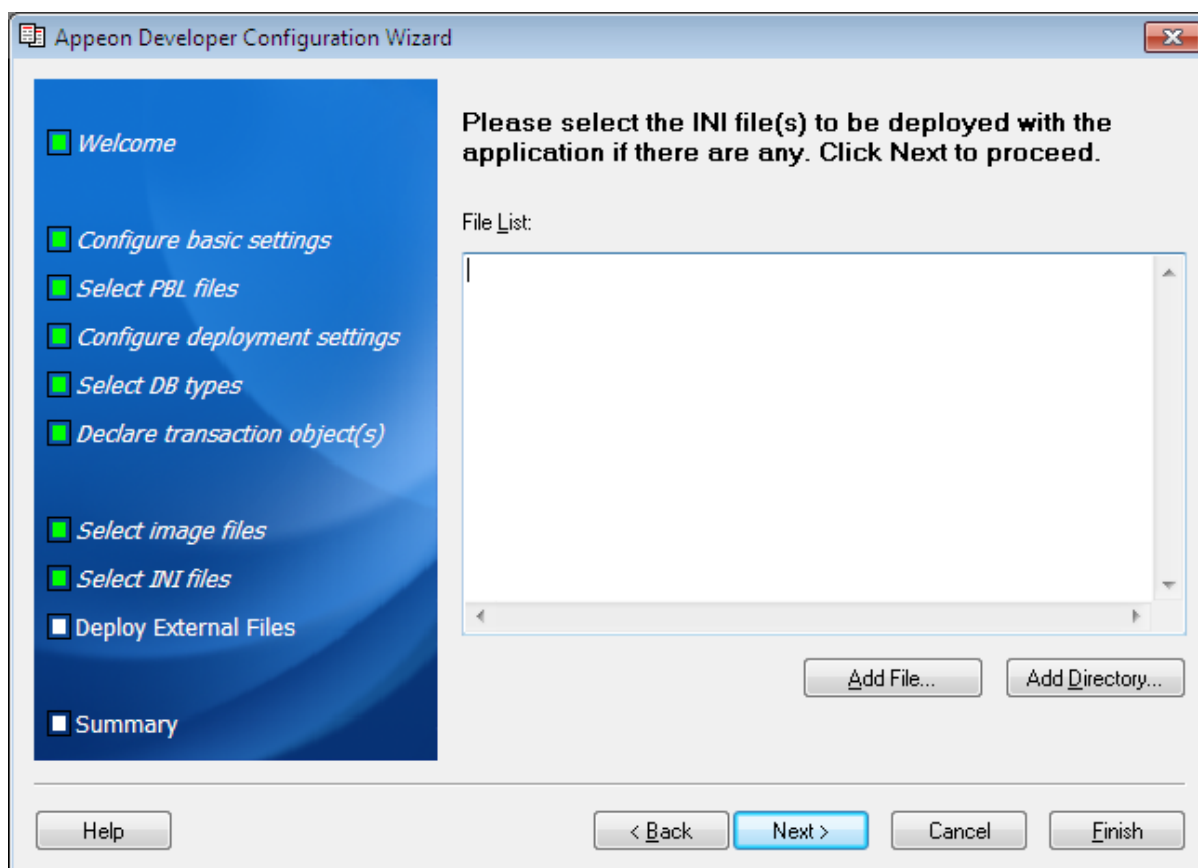 Appeon Developer Configuration Wizard
Welcome
Configure basic settings
Select PBL files
Configure deployment settings
Select DB types
Declare transaction object(s)
Select image files
Select INI files
Deploy External Files
Summary
Please select the INI file(s) to be deployed with the
application if there are any. Click Next to proceed.
File List:
Add File...
Add Directory...
Help
< Back
Next >
Cancel
Finish